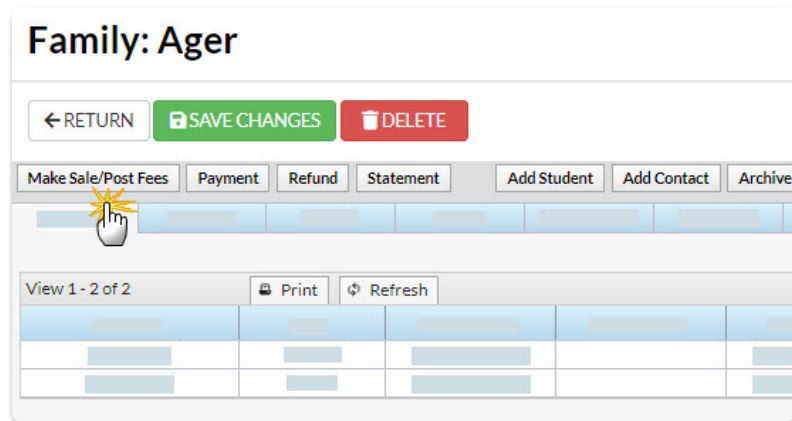 Family: Ager
RETURN SAVE CHANGES DELETE
Make Sale/Post Fees Payment Refund Statement Add Student Add Contact Archive
View 1 - 2 of 2 Print Refresh